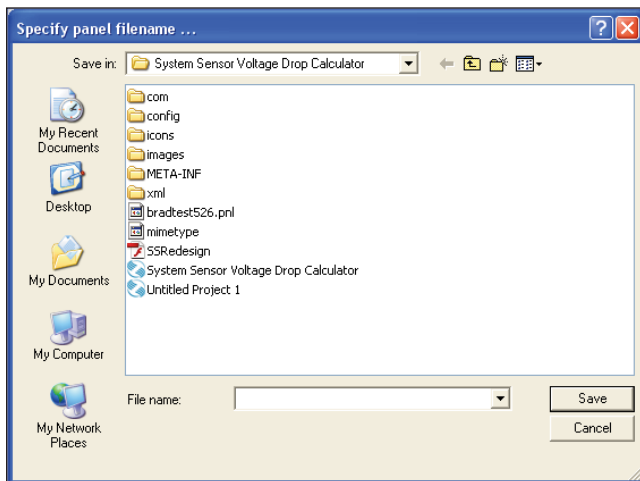 Specify panel filename ...
Save in:
System Sensor Voltage Drop Calculator
My Recent
Documents
Desktop
My Documents
My Computer
My Network
Places
com
config
icons
images
META-INF
xml
bradtest526.pnl
mimetype
SSRedesign
System Sensor Voltage Drop Calculator
Untitled Project 1
File name:
Save
Cancel